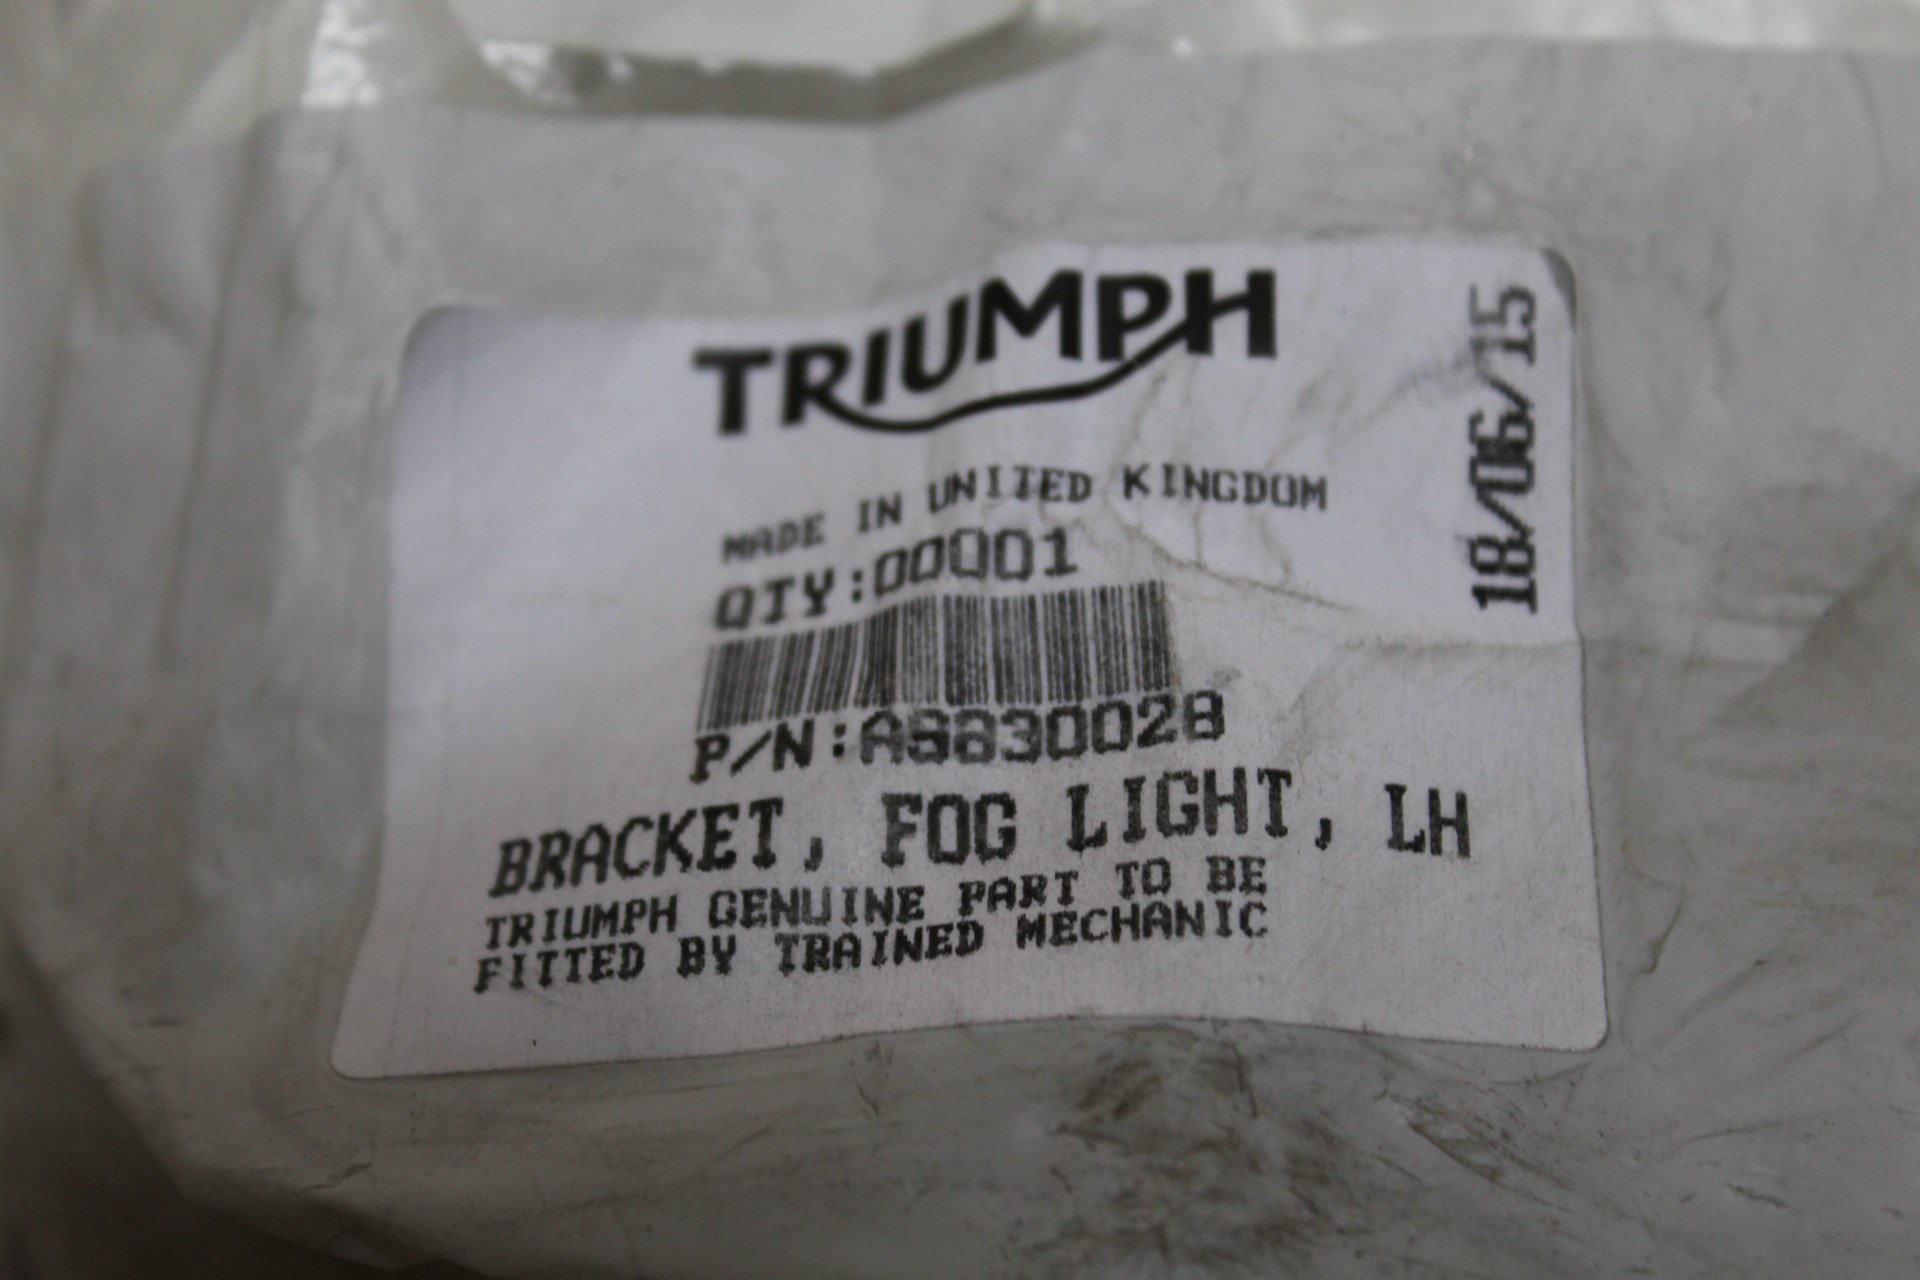 TRIUMPH
18/06/15
MADE IN UNITED KINGDOM
QTY:00001
P/N:A9830028
BRACKET, FOG LIGHT, LH
TRIUMPH GENUINE PART TO BE
FITTED BY TRAINED MECHANIC